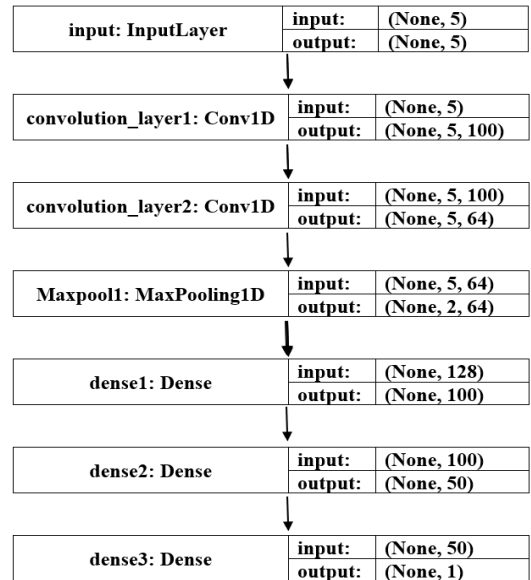 input: InputLayer
input: (None, 5)
output: (None, 5)
convolution_layer1: Conv1D
input: (None, 5)
output: (None, 5, 100)
convolution_layer2: Conv1D
input: (None, 5, 100)
output: (None, 5, 64)
Maxpool1: MaxPooling1D
input: (None, 5, 64)
output: (None, 2, 64)
dense1: Dense
input: (None, 128)
output: (None, 100)
dense2: Dense
input: (None, 100)
output: (None, 50)
dense3: Dense
input: (None, 50)
output: (None, 1)